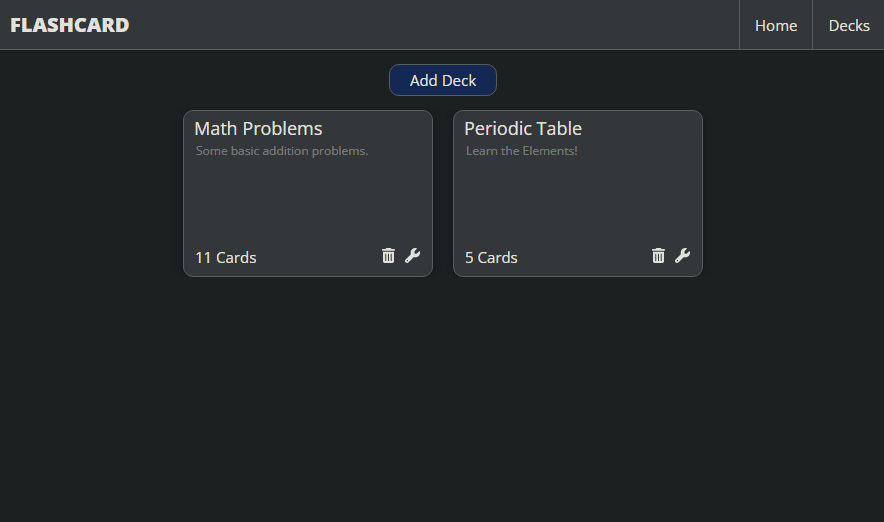 FLASHCARD
Home
Decks
Add Deck
Math Problems
Some basic addition problems.
11 Cards
Periodic Table
Learn the Elements!
5 Cards